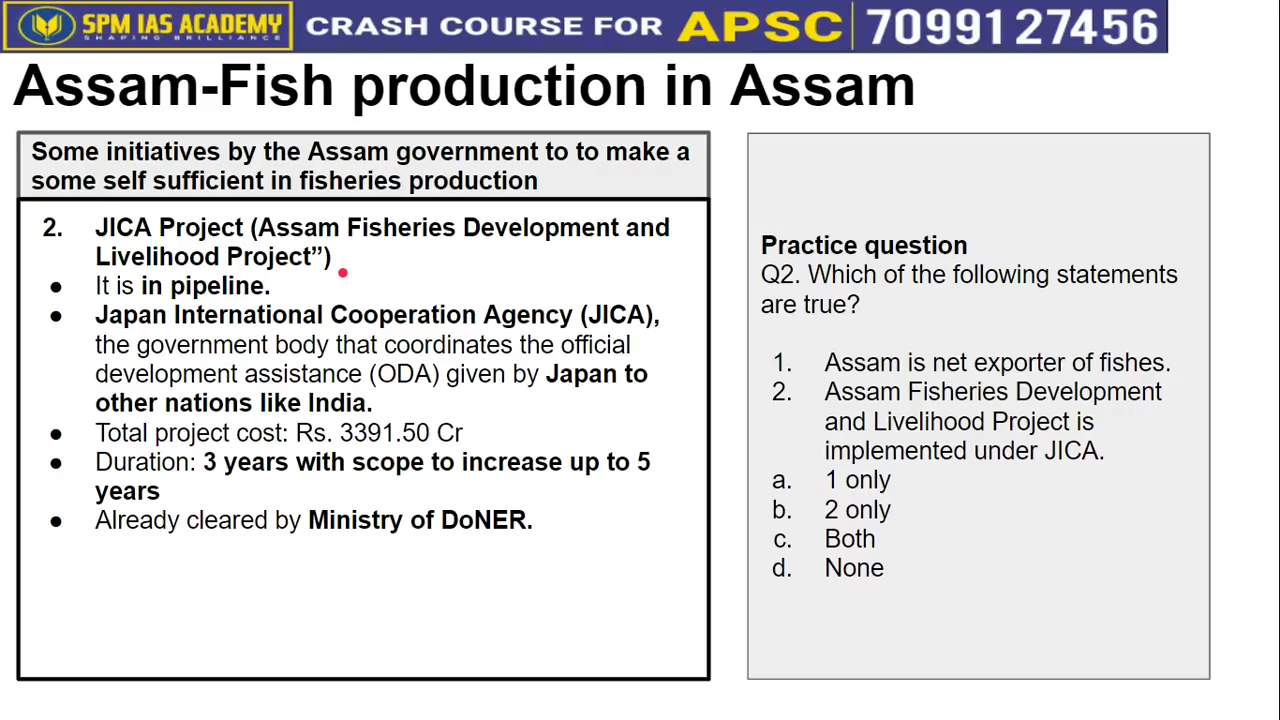 SPM IAS ACADEMY
SHAPING BRILLIANCE
CRASH COURSE FOR APSC 70991 27456
Assam-Fish production in Assam
Some initiatives by the Assam government to to make a
some self sufficient in fisheries production
2. JICA Project (Assam Fisheries Development and
Livelihood Project”)
● It is in pipeline.
● Japan International Cooperation Agency (JICA),
the government body that coordinates the official
development assistance (ODA) given by Japan to
other nations like India.
● Total project cost: Rs. 3391.50 Cr
● Duration: 3 years with scope to increase up to 5
years
● Already cleared by Ministry of DoNER.
Practice question
Q2. Which of the following statements
are true?
1. Assam is net exporter of fishes.
2. Assam Fisheries Development
and Livelihood Project is
implemented under JICA.
a. 1 only
b. 2 only
c. Both
d. None